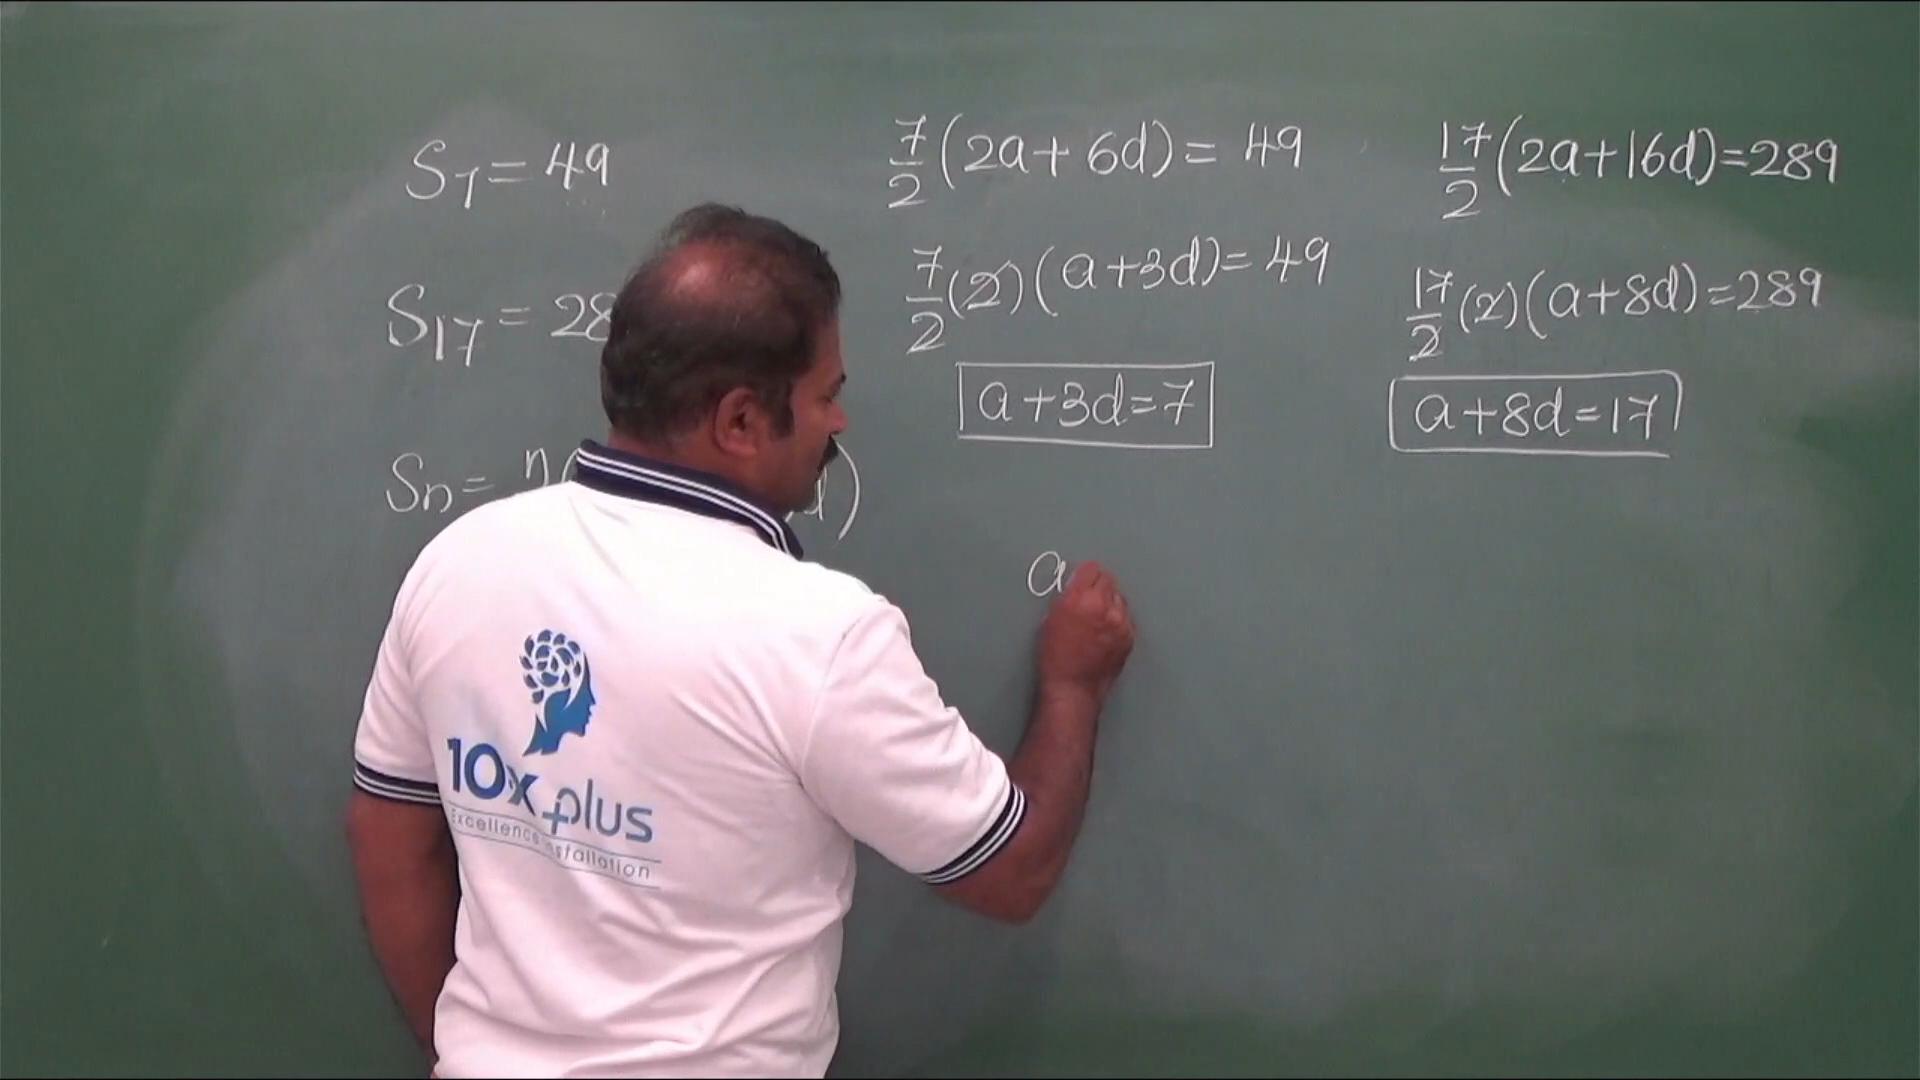 S7 = 49
S17 = 28
Sn = n(
d)
7/2 (2a + 6d) = 49
7/2 (2)(a+3d) = 49
a+3d=7
17/2 (2a+16d)=289
17/2 (2)(a+8d)=289
a+8d=17
a
10x plus
Excellence installation